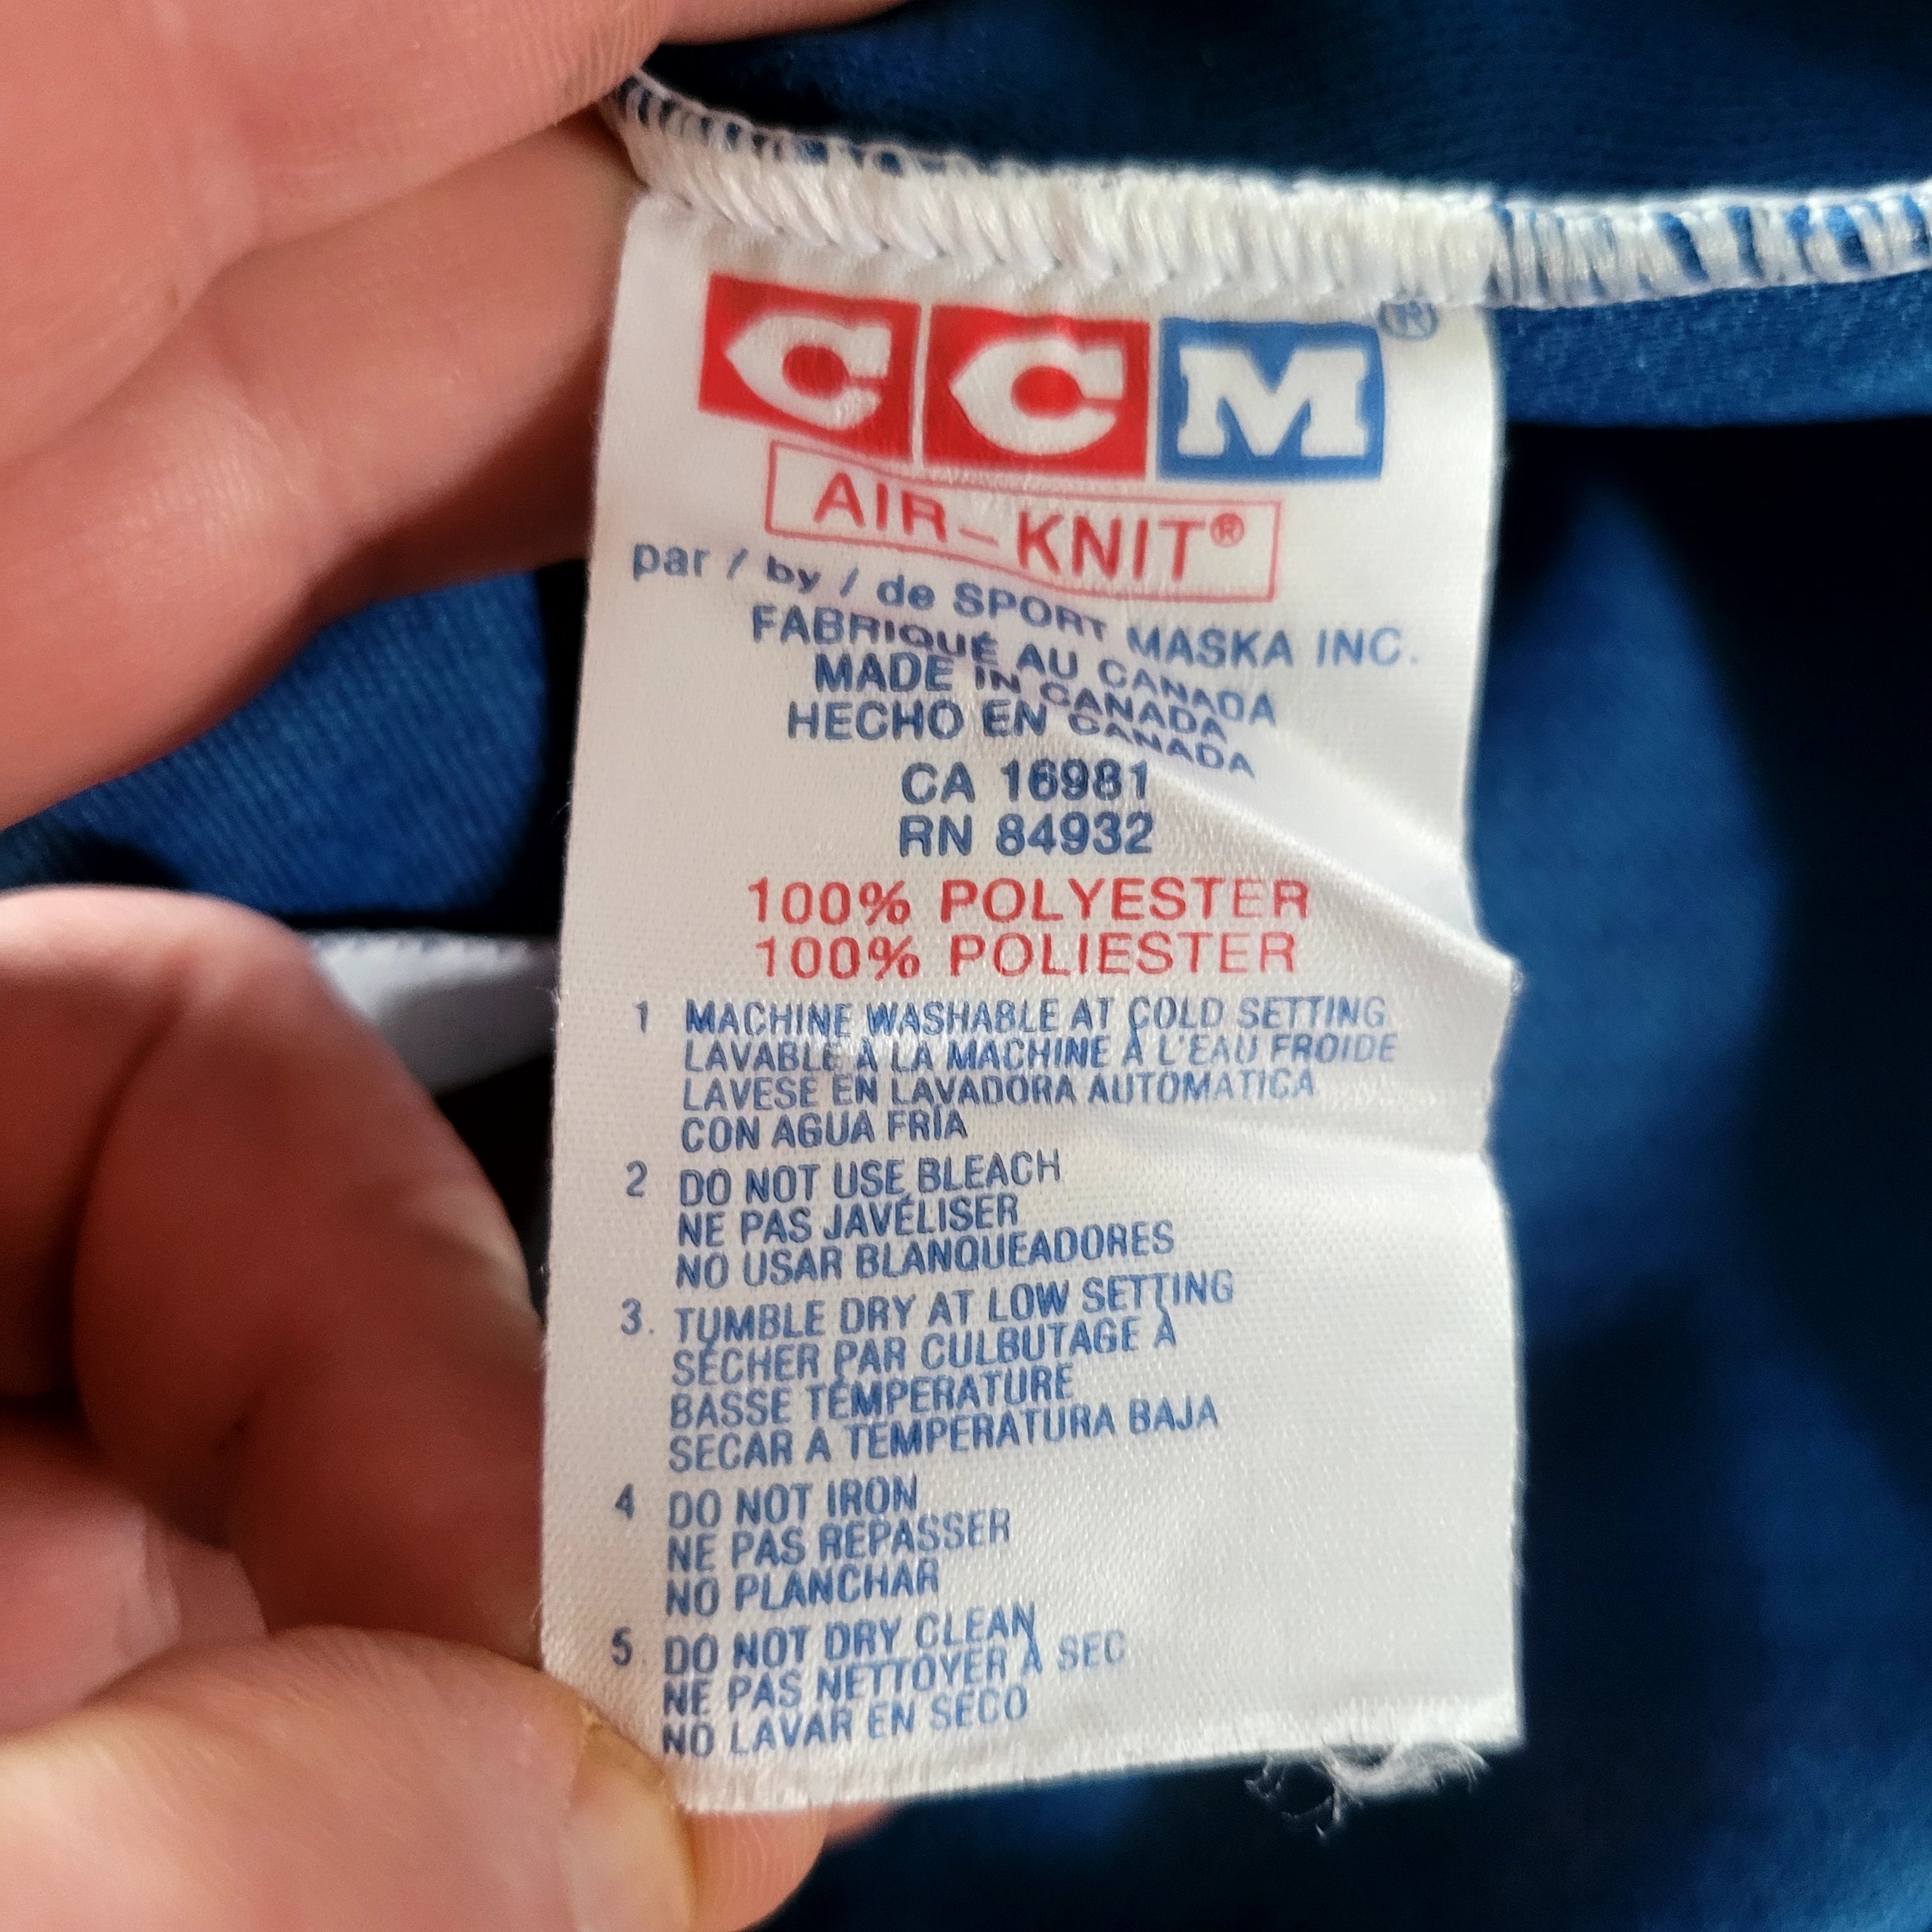 CCM®
AIR-KNIT®
par / by / de SPORT MASKA INC.
FABRIQUÉ AU CANADA
MADE IN CANADA
HECHO EN CANADA
CA 16981
RN 84932
100% POLYESTER
100% POLIESTER
1 MACHINE WASHABLE AT COLD SETTING
LAVABLE À LA MACHINE À L'EAU FROIDE
LAVESE EN LAVADORA AUTOMATICA
CON AGUA FRÍA
2 DO NOT USE BLEACH
NE PAS JAVÉLISER
NO USAR BLANQUEADORES
3. TUMBLE DRY AT LOW SETTING
SÉCHER PAR CULBUTAGE À
BASSE TEMPÉRATURE
SECAR A TEMPERATURA BAJA
4 DO NOT IRON
NE PAS REPASSER
NO PLANCHAR
5. DO NOT DRY CLEAN
NE PAS NETTOYER À SEC
NO LAVAR EN SECO